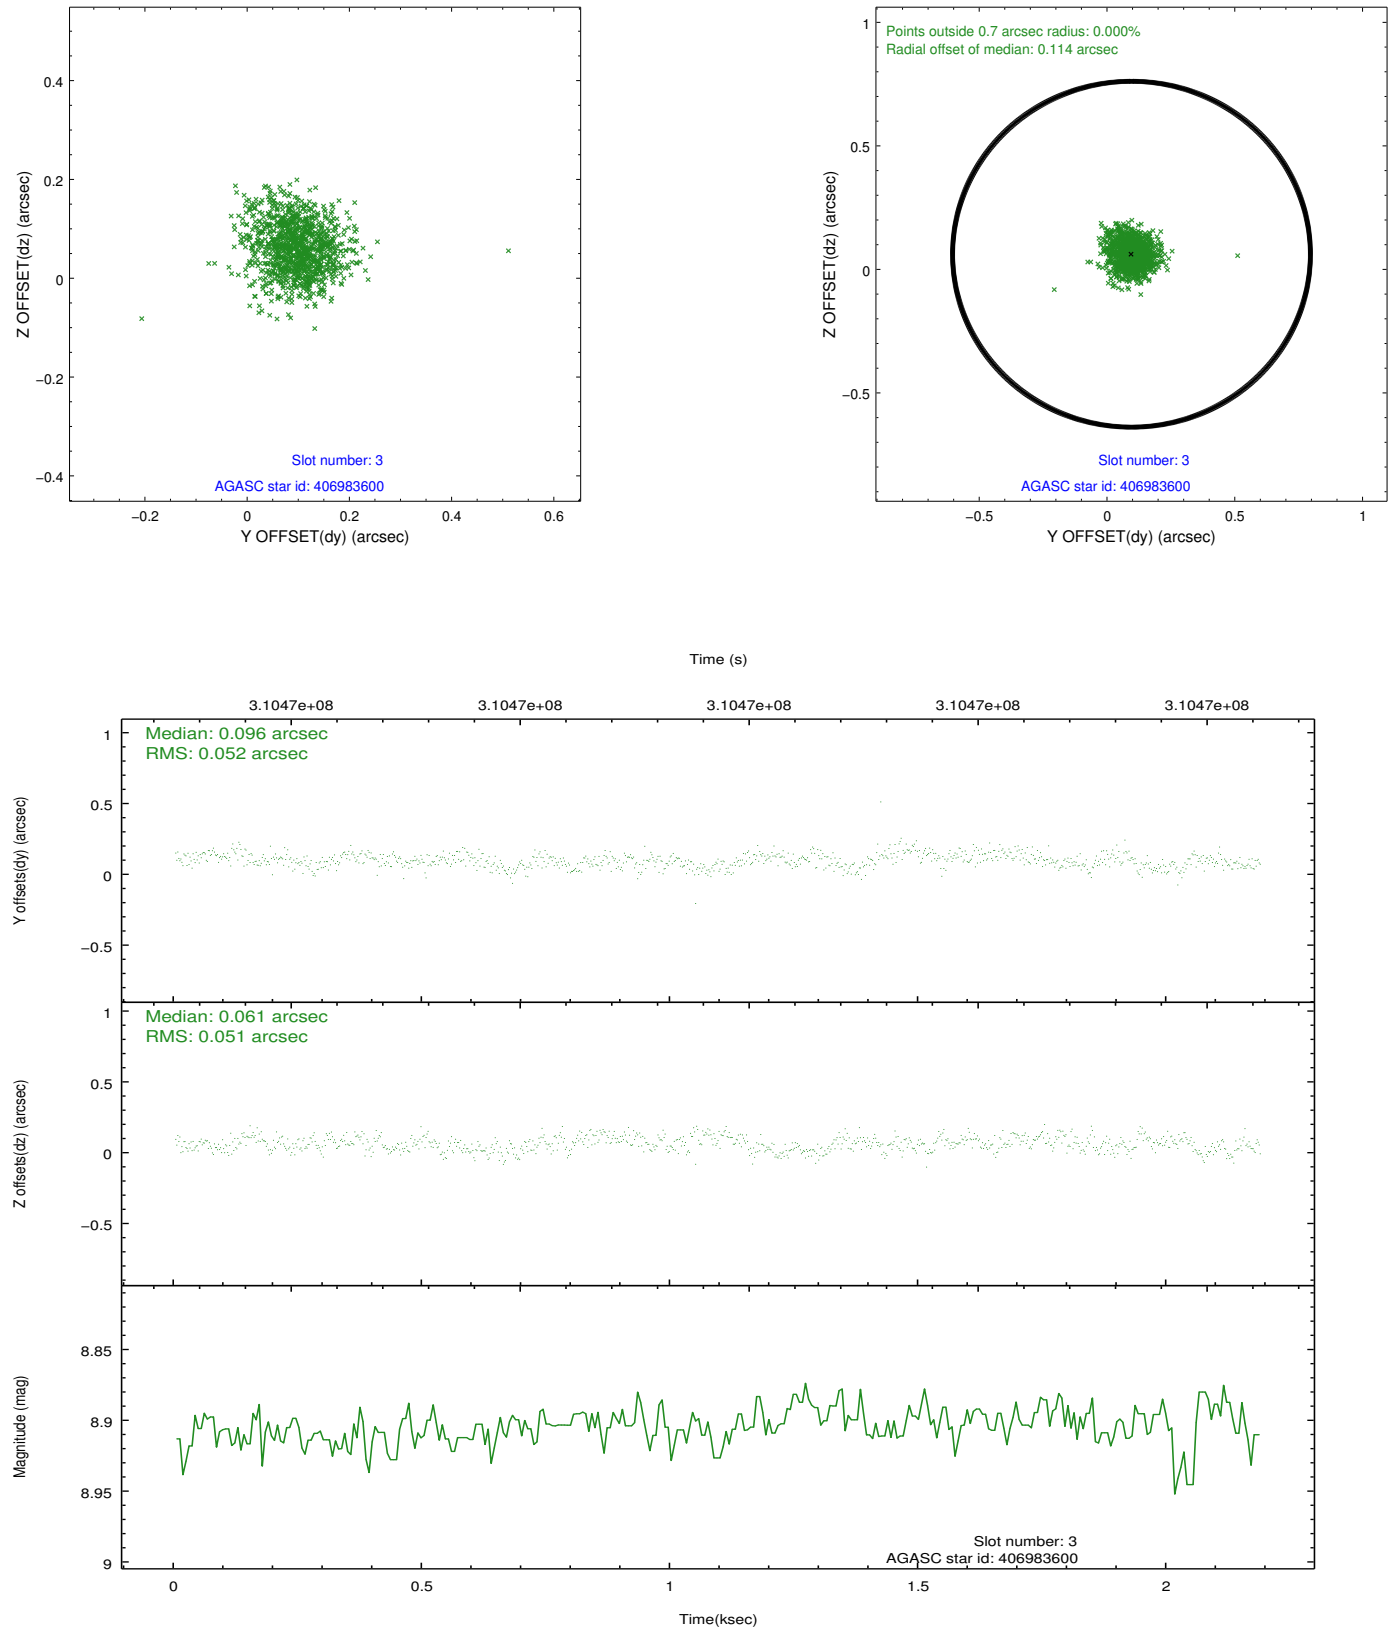 0.4
0.2
0
−0.2
−0.4
Z OFFSET(dz) (arcsec)
Slot number: 3
AGASC star id: 406983600
−0.2 0 0.2 0.4 0.6
Y OFFSET(dy) (arcsec)
Points outside 0.7 arcsec radius: 0.000%
Radial offset of median: 0.114 arcsec
1
0.5
0
−0.5
Z OFFSET(dz) (arcsec)
Slot number: 3
AGASC star id: 406983600
−0.5 0 0.5 1
Y OFFSET(dy) (arcsec)
Time (s)
3.1047e+08 3.1047e+08 3.1047e+08 3.1047e+08 3.1047e+08
Median: 0.096 arcsec
RMS: 0.052 arcsec
1
0.5
0
−0.5
Y offsets(dy) (arcsec)
Median: 0.061 arcsec
RMS: 0.051 arcsec
1
0.5
0
−0.5
Z offsets(dz) (arcsec)
8.85
8.9
8.95
9
Magnitude (mag)
Slot number: 3
AGASC star id: 406983600
0 0.5 1 1.5 2
Time(ksec)